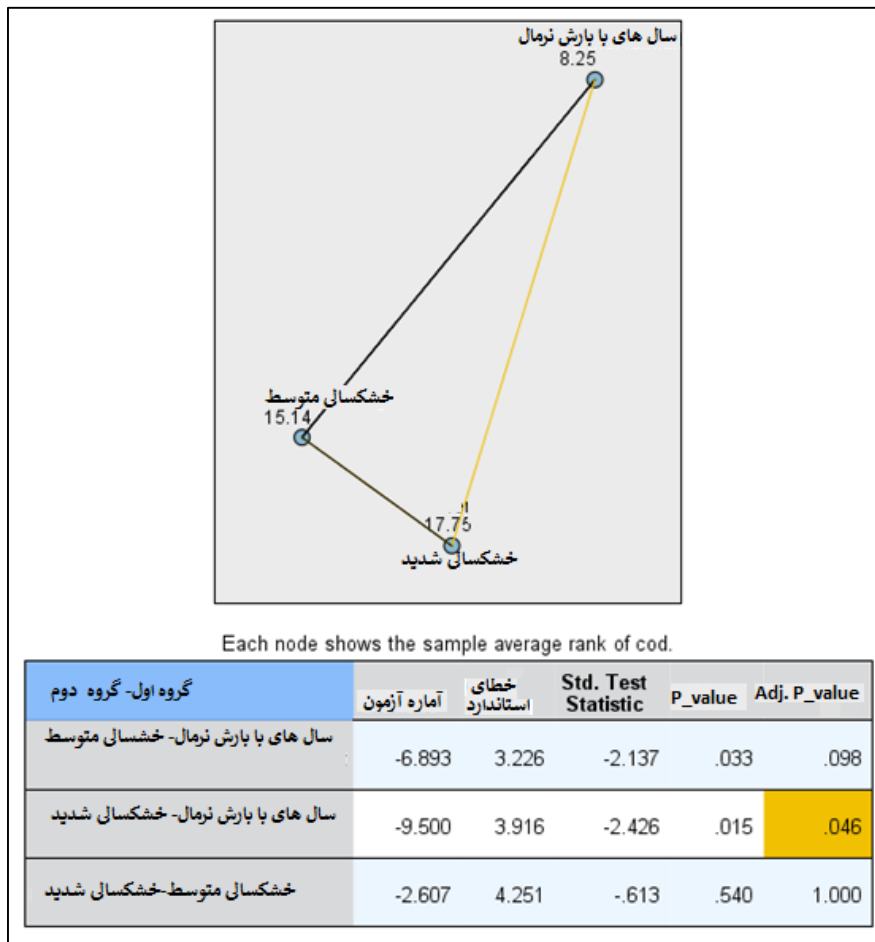 سال های با بارش نرمال
8.25
خشکسالی متوسط
15.14
17.75
خشکسالی شدید
Each node shows the sample average rank of cod.
گروه اول- گروه دوم آماره آزمون خطای استاندارد Std. Test Statistic P_value Adj. P_value
سال های با بارش نرمال- خشسالی متوسط -6.893 3.226 -2.137 .033 .098
سال های با بارش نرمال- خشکسالی شدید -9.500 3.916 -2.426 .015 .046
خشکسالی متوسط-خشکسالی شدید -2.607 4.251 -.613 .540 1.000